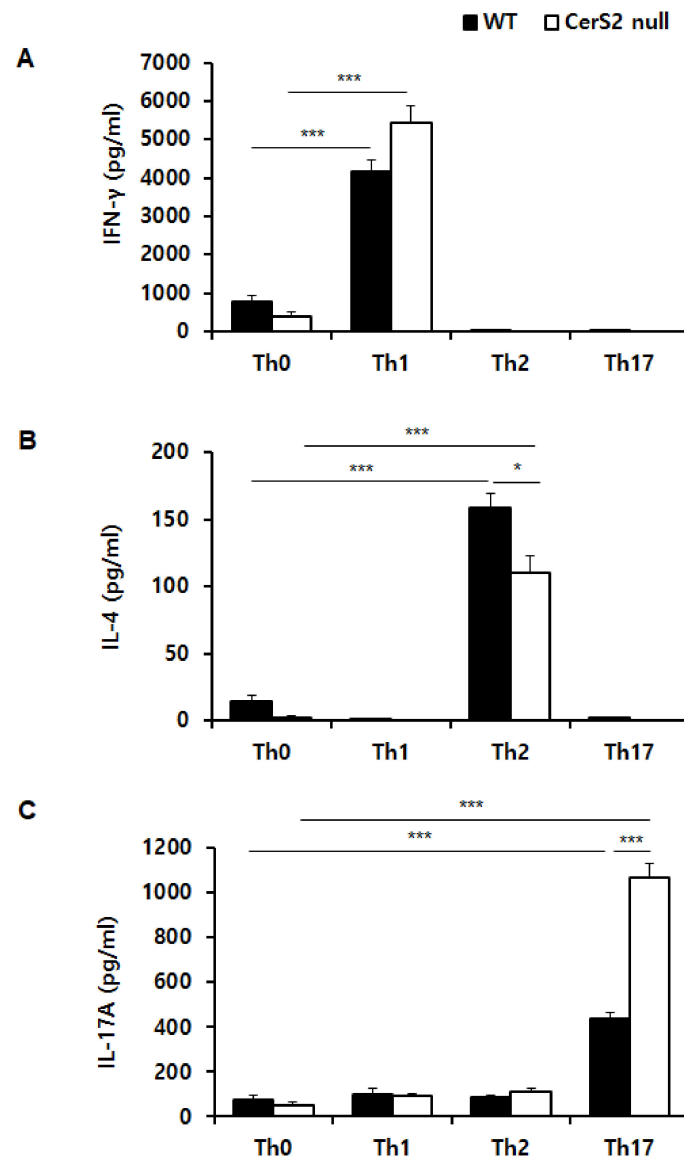 WT CerS2 null
A
IFN-γ (pg/ml)
7000
6000
5000
4000
3000
2000
1000
0
***
***
Th0 Th1 Th2 Th17
B
IL-4 (pg/ml)
200
150
100
50
0
***
***
*
Th0 Th1 Th2 Th17
C
IL-17A (pg/ml)
1200
1000
800
600
400
200
0
***
***
***
Th0 Th1 Th2 Th17